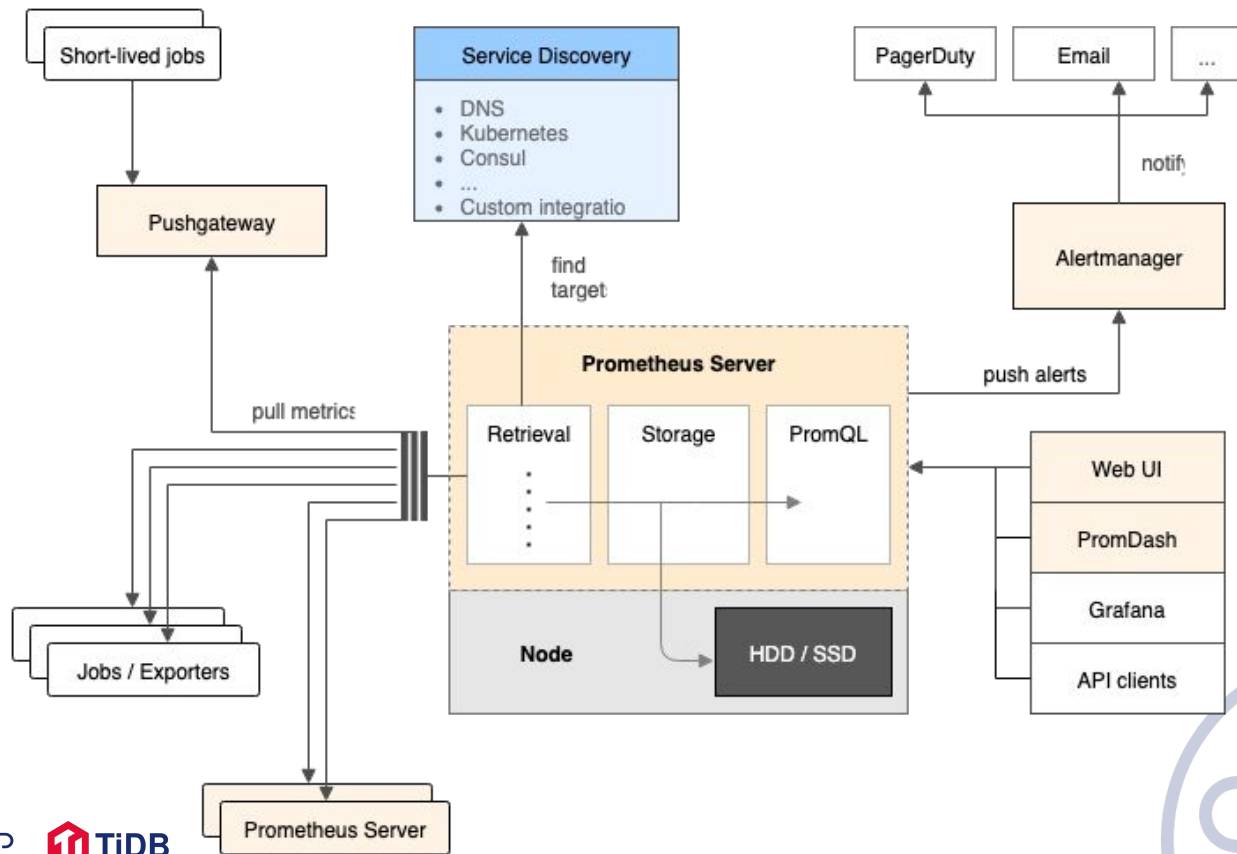 Short-lived jobs
Service Discovery
• DNS
• Kubernetes
• Consul
• ...
• Custom integratio
PagerDuty
Email
...
notify
Pushgateway
Alertmanager
find
target
Prometheus Server
push alerts
pull metrics
Retrieval
Storage
PromQL
Web UI
PromDash
Grafana
API clients
Node
HDD / SSD
Jobs / Exporters
Prometheus Server
P
TiDB